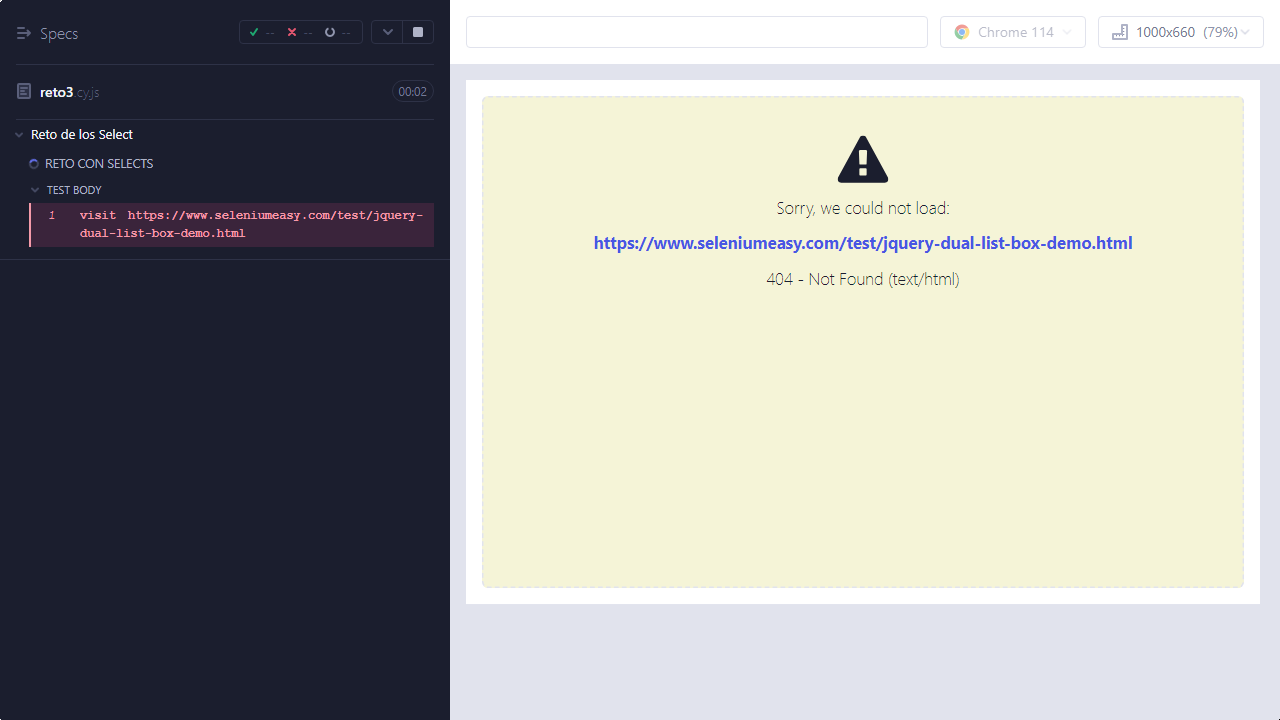 Specs
-- -- --
reto3.cy.js 00:02
Reto de los Select
RETO CON SELECTS
TEST BODY
1 visit https://www.seleniumeasy.com/test/jquery-
dual-list-box-demo.html
Chrome 114
1000x660 (79%)
Sorry, we could not load:
https://www.seleniumeasy.com/test/jquery-dual-list-box-demo.html
404 - Not Found (text/html)